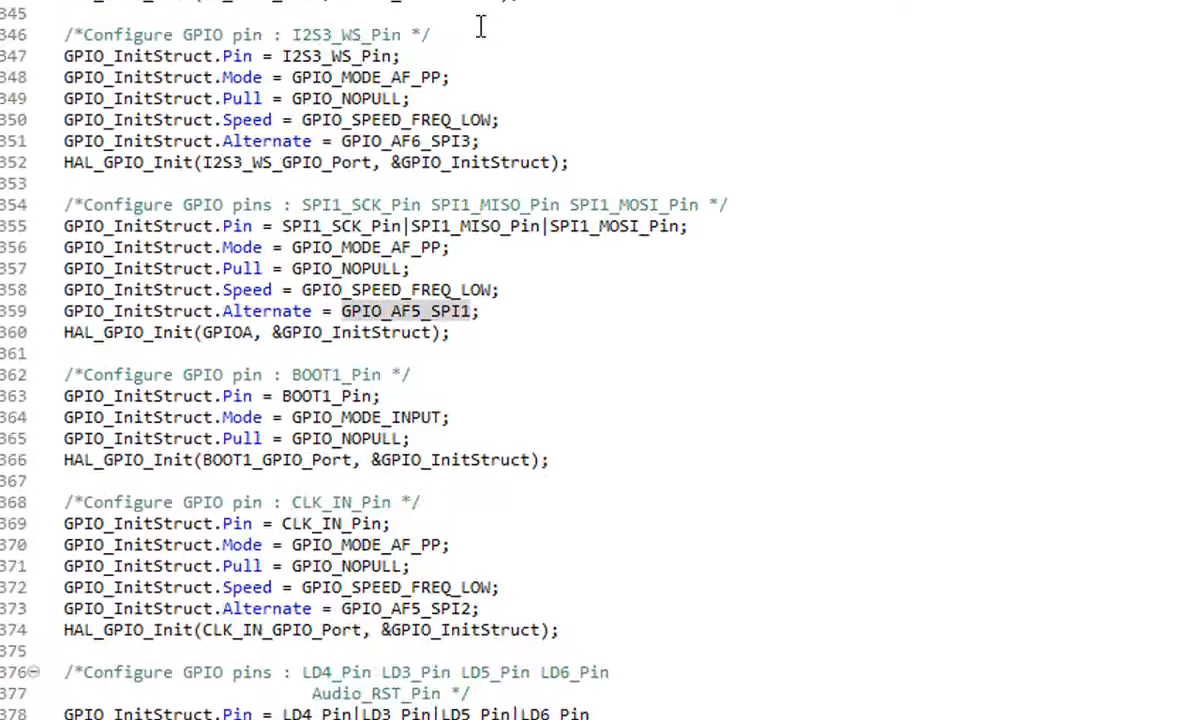 345
346 /*Configure GPIO pin : I2S3_WS_Pin */
347 GPIO_InitStruct.Pin = I2S3_WS_Pin;
348 GPIO_InitStruct.Mode = GPIO_MODE_AF_PP;
349 GPIO_InitStruct.Pull = GPIO_NOPULL;
350 GPIO_InitStruct.Speed = GPIO_SPEED_FREQ_LOW;
351 GPIO_InitStruct.Alternate = GPIO_AF6_SPI3;
352 HAL_GPIO_Init(I2S3_WS_GPIO_Port, &GPIO_InitStruct);
353
354 /*Configure GPIO pins : SPI1_SCK_Pin SPI1_MISO_Pin SPI1_MOSI_Pin */
355 GPIO_InitStruct.Pin = SPI1_SCK_Pin|SPI1_MISO_Pin|SPI1_MOSI_Pin;
356 GPIO_InitStruct.Mode = GPIO_MODE_AF_PP;
357 GPIO_InitStruct.Pull = GPIO_NOPULL;
358 GPIO_InitStruct.Speed = GPIO_SPEED_FREQ_LOW;
359 GPIO_InitStruct.Alternate = GPIO_AF5_SPI1;
360 HAL_GPIO_Init(GPIOA, &GPIO_InitStruct);
361
362 /*Configure GPIO pin : BOOT1_Pin */
363 GPIO_InitStruct.Pin = BOOT1_Pin;
364 GPIO_InitStruct.Mode = GPIO_MODE_INPUT;
365 GPIO_InitStruct.Pull = GPIO_NOPULL;
366 HAL_GPIO_Init(BOOT1_GPIO_Port, &GPIO_InitStruct);
367
368 /*Configure GPIO pin : CLK_IN_Pin */
369 GPIO_InitStruct.Pin = CLK_IN_Pin;
370 GPIO_InitStruct.Mode = GPIO_MODE_AF_PP;
371 GPIO_InitStruct.Pull = GPIO_NOPULL;
372 GPIO_InitStruct.Speed = GPIO_SPEED_FREQ_LOW;
373 GPIO_InitStruct.Alternate = GPIO_AF5_SPI2;
374 HAL_GPIO_Init(CLK_IN_GPIO_Port, &GPIO_InitStruct);
375
376 /*Configure GPIO pins : LD4_Pin LD3_Pin LD5_Pin LD6_Pin
377 Audio_RST_Pin */
378 GPIO_InitStruct.Pin = LD4_Pin|LD3_Pin|LD5_Pin|LD6_Pin